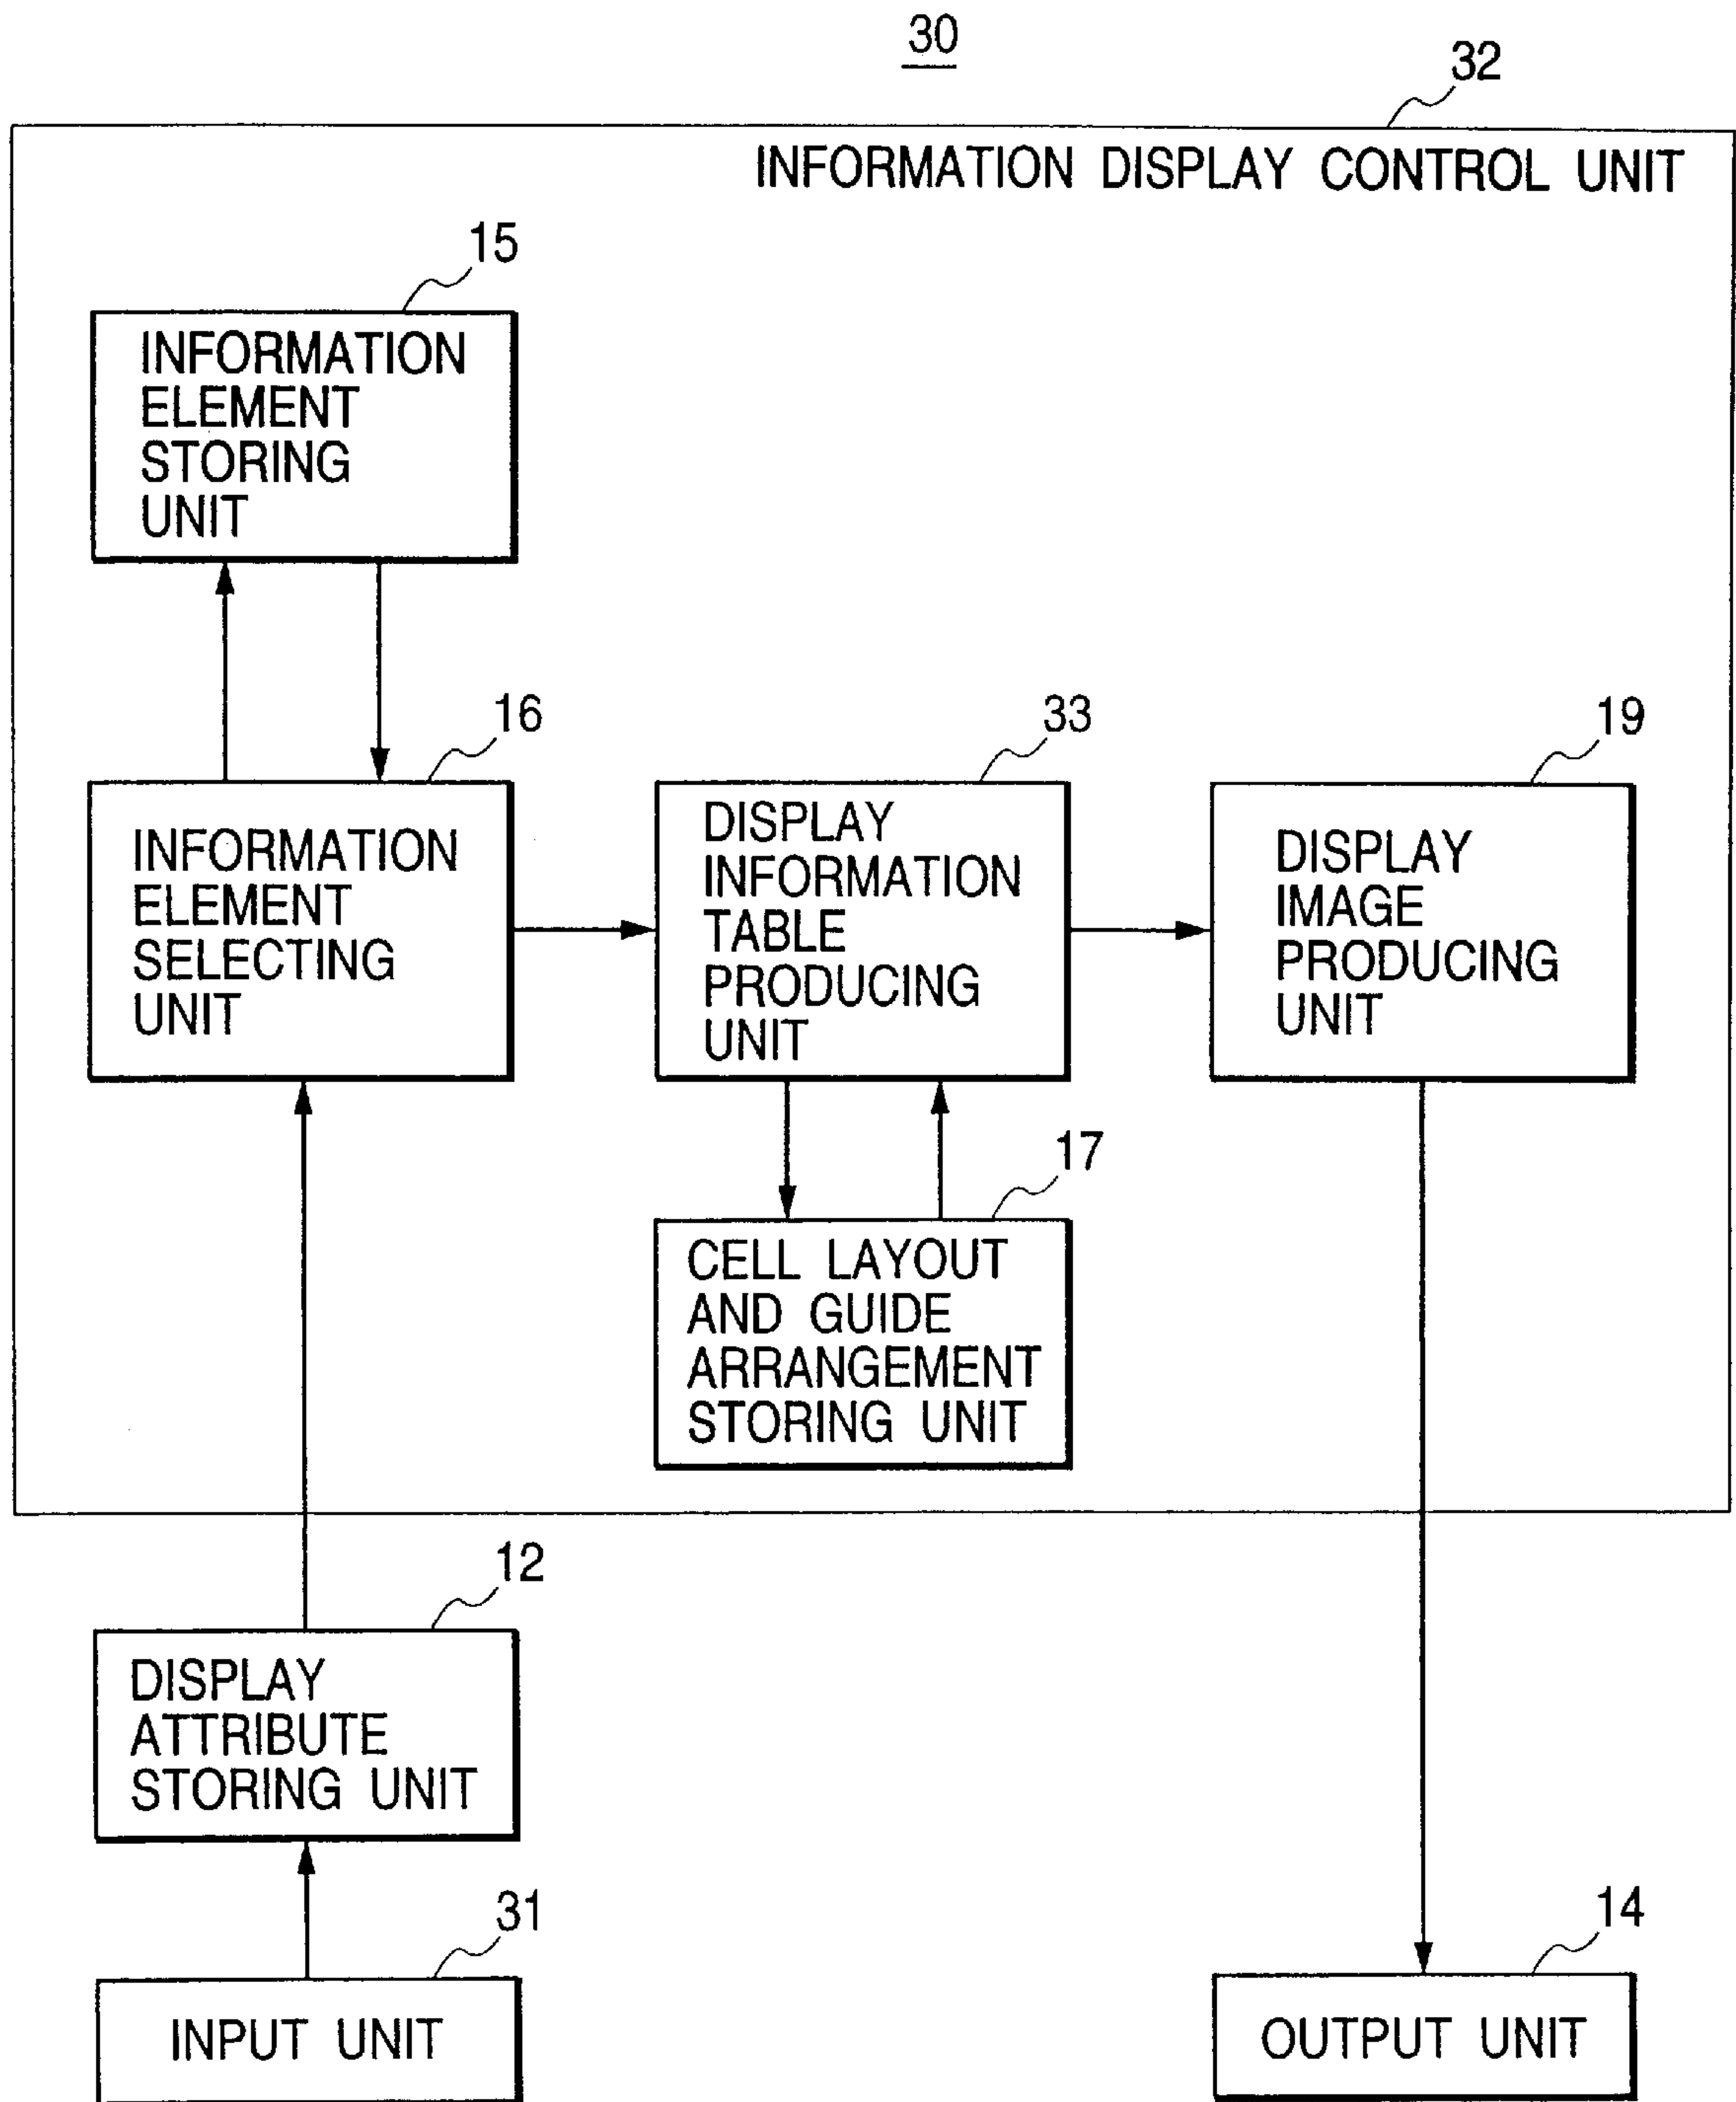 30
32
INFORMATION DISPLAY CONTROL UNIT
15
INFORMATION
ELEMENT
STORING
UNIT
16
INFORMATION
ELEMENT
SELECTING
UNIT
33
DISPLAY
INFORMATION
TABLE
PRODUCING
UNIT
19
DISPLAY
IMAGE
PRODUCING
UNIT
17
CELL LAYOUT
AND GUIDE
ARRANGEMENT
STORING UNIT
12
DISPLAY
ATTRIBUTE
STORING UNIT
31
INPUT UNIT
14
OUTPUT UNIT